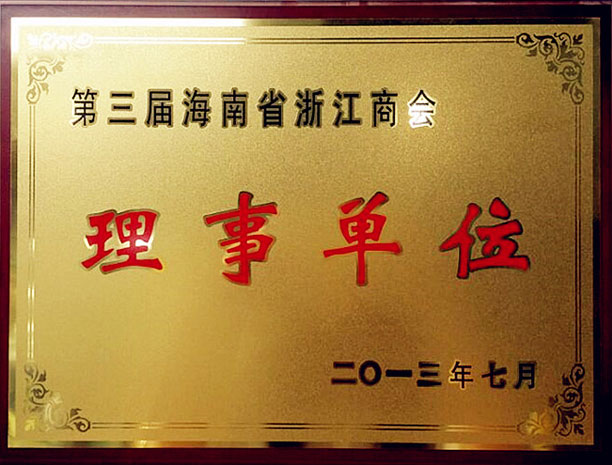 第三届海南省浙江商会
理事单位
二〇一三年七月